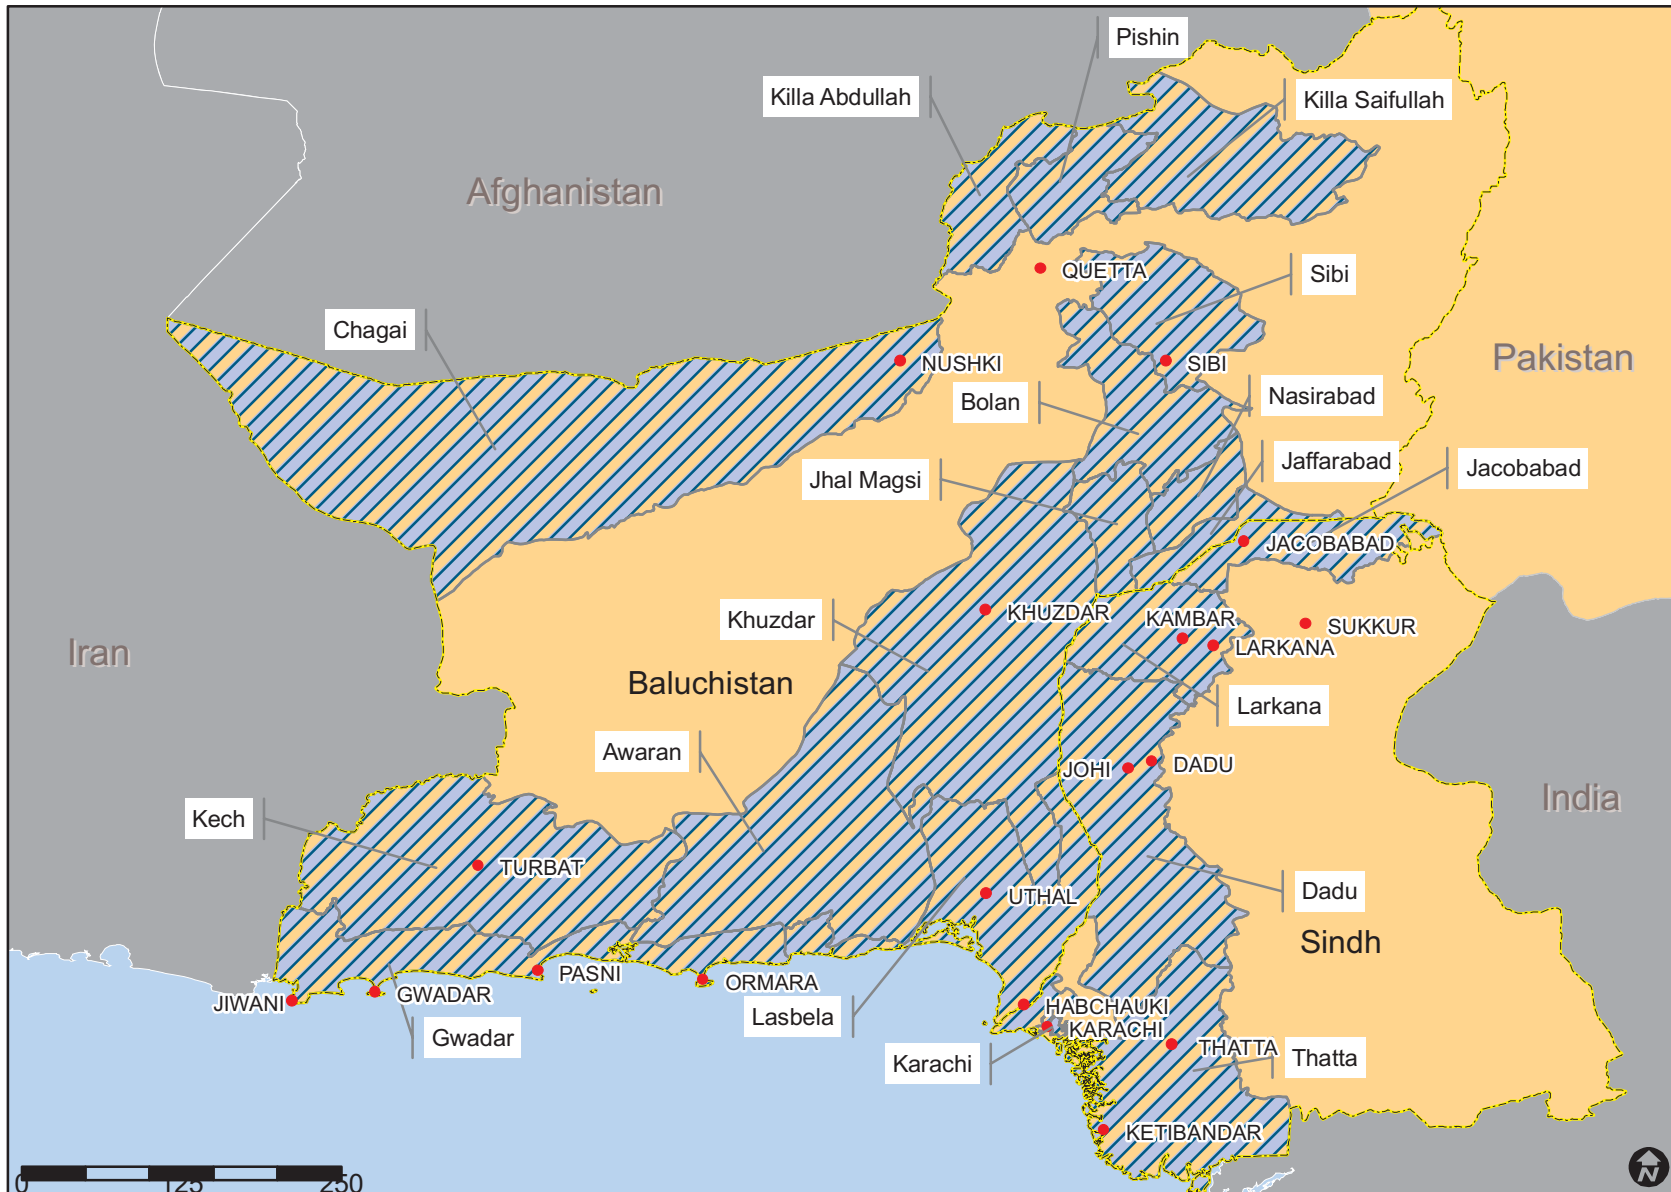 Pishin
Killa Abdullah
Killa Saifullah
Afghanistan
QUETTA
Sibi
Chagai
NUSHKI
SIBI
Pakistan
Bolan
Nasirabad
Jaffarabad
Jacobabad
Jhal Magsi
JACOBABAD
Khuzdar
KHUZDAR
KAMBAR
SUKKUR
LARKANA
Iran
Baluchistan
Larkana
Awaran
JOHI
DADU
India
Kech
TURBAT
UTHAL
Dadu
Sindh
PASNI
ORMARA
JIWANI
GWADAR
HABCHAUKI
Lasbela
KARACHI
Gwadar
Karachi
THATTA
Thatta
KETIBANDAR
0 125 250
N